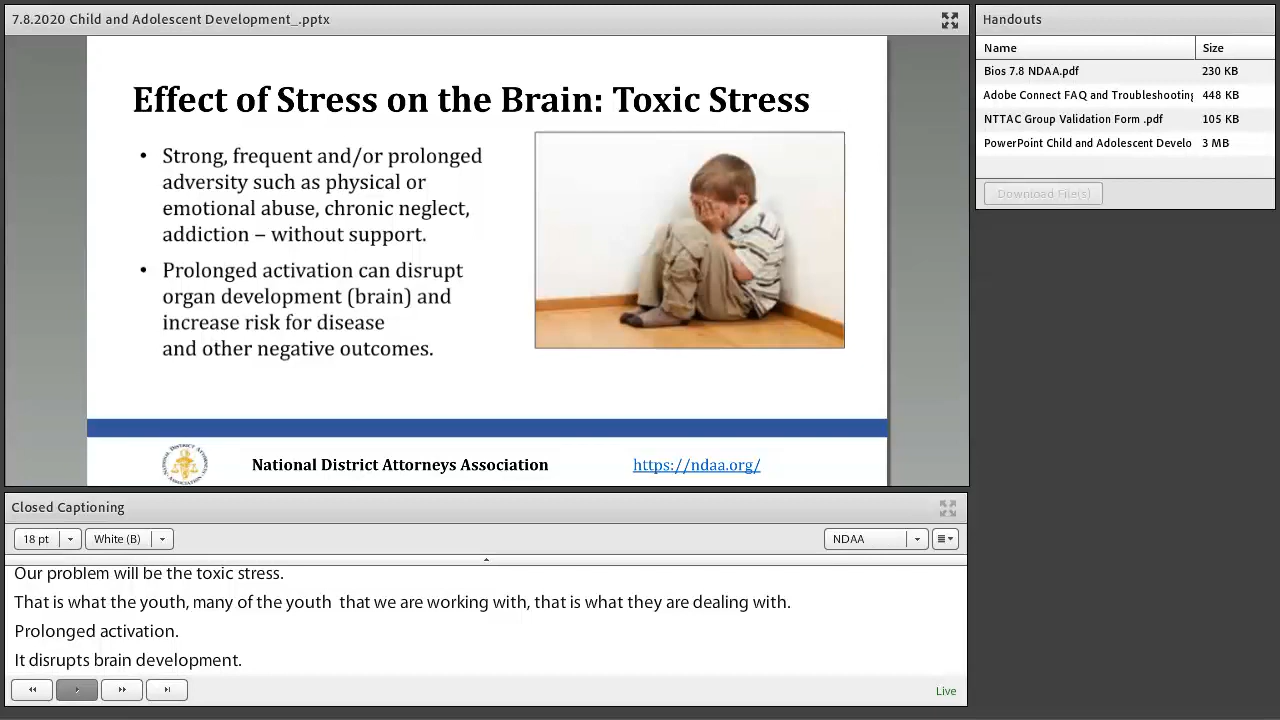 7.8.2020 Child and Adolescent Development_.pptx
Effect of Stress on the Brain: Toxic Stress
• Strong, frequent and/or prolonged
adversity such as physical or
emotional abuse, chronic neglect,
addiction – without support.
• Prolonged activation can disrupt
organ development (brain) and
increase risk for disease
and other negative outcomes.
NATIONAL DISTRICT ATTORNEYS ASSOCIATION
National District Attorneys Association
https://ndaa.org/
Handouts
Name Size
Bios 7.8 NDAA.pdf 230 KB
Adobe Connect FAQ and Troubleshooting 448 KB
NTTAC Group Validation Form .pdf 105 KB
PowerPoint Child and Adolescent Develo 3 MB
Download File(s)
Closed Captioning
18 pt White (B) NDAA
Our problem will be the toxic stress.
That is what the youth, many of the youth that we are working with, that is what they are dealing with.
Prolonged activation.
It disrupts brain development.
Live